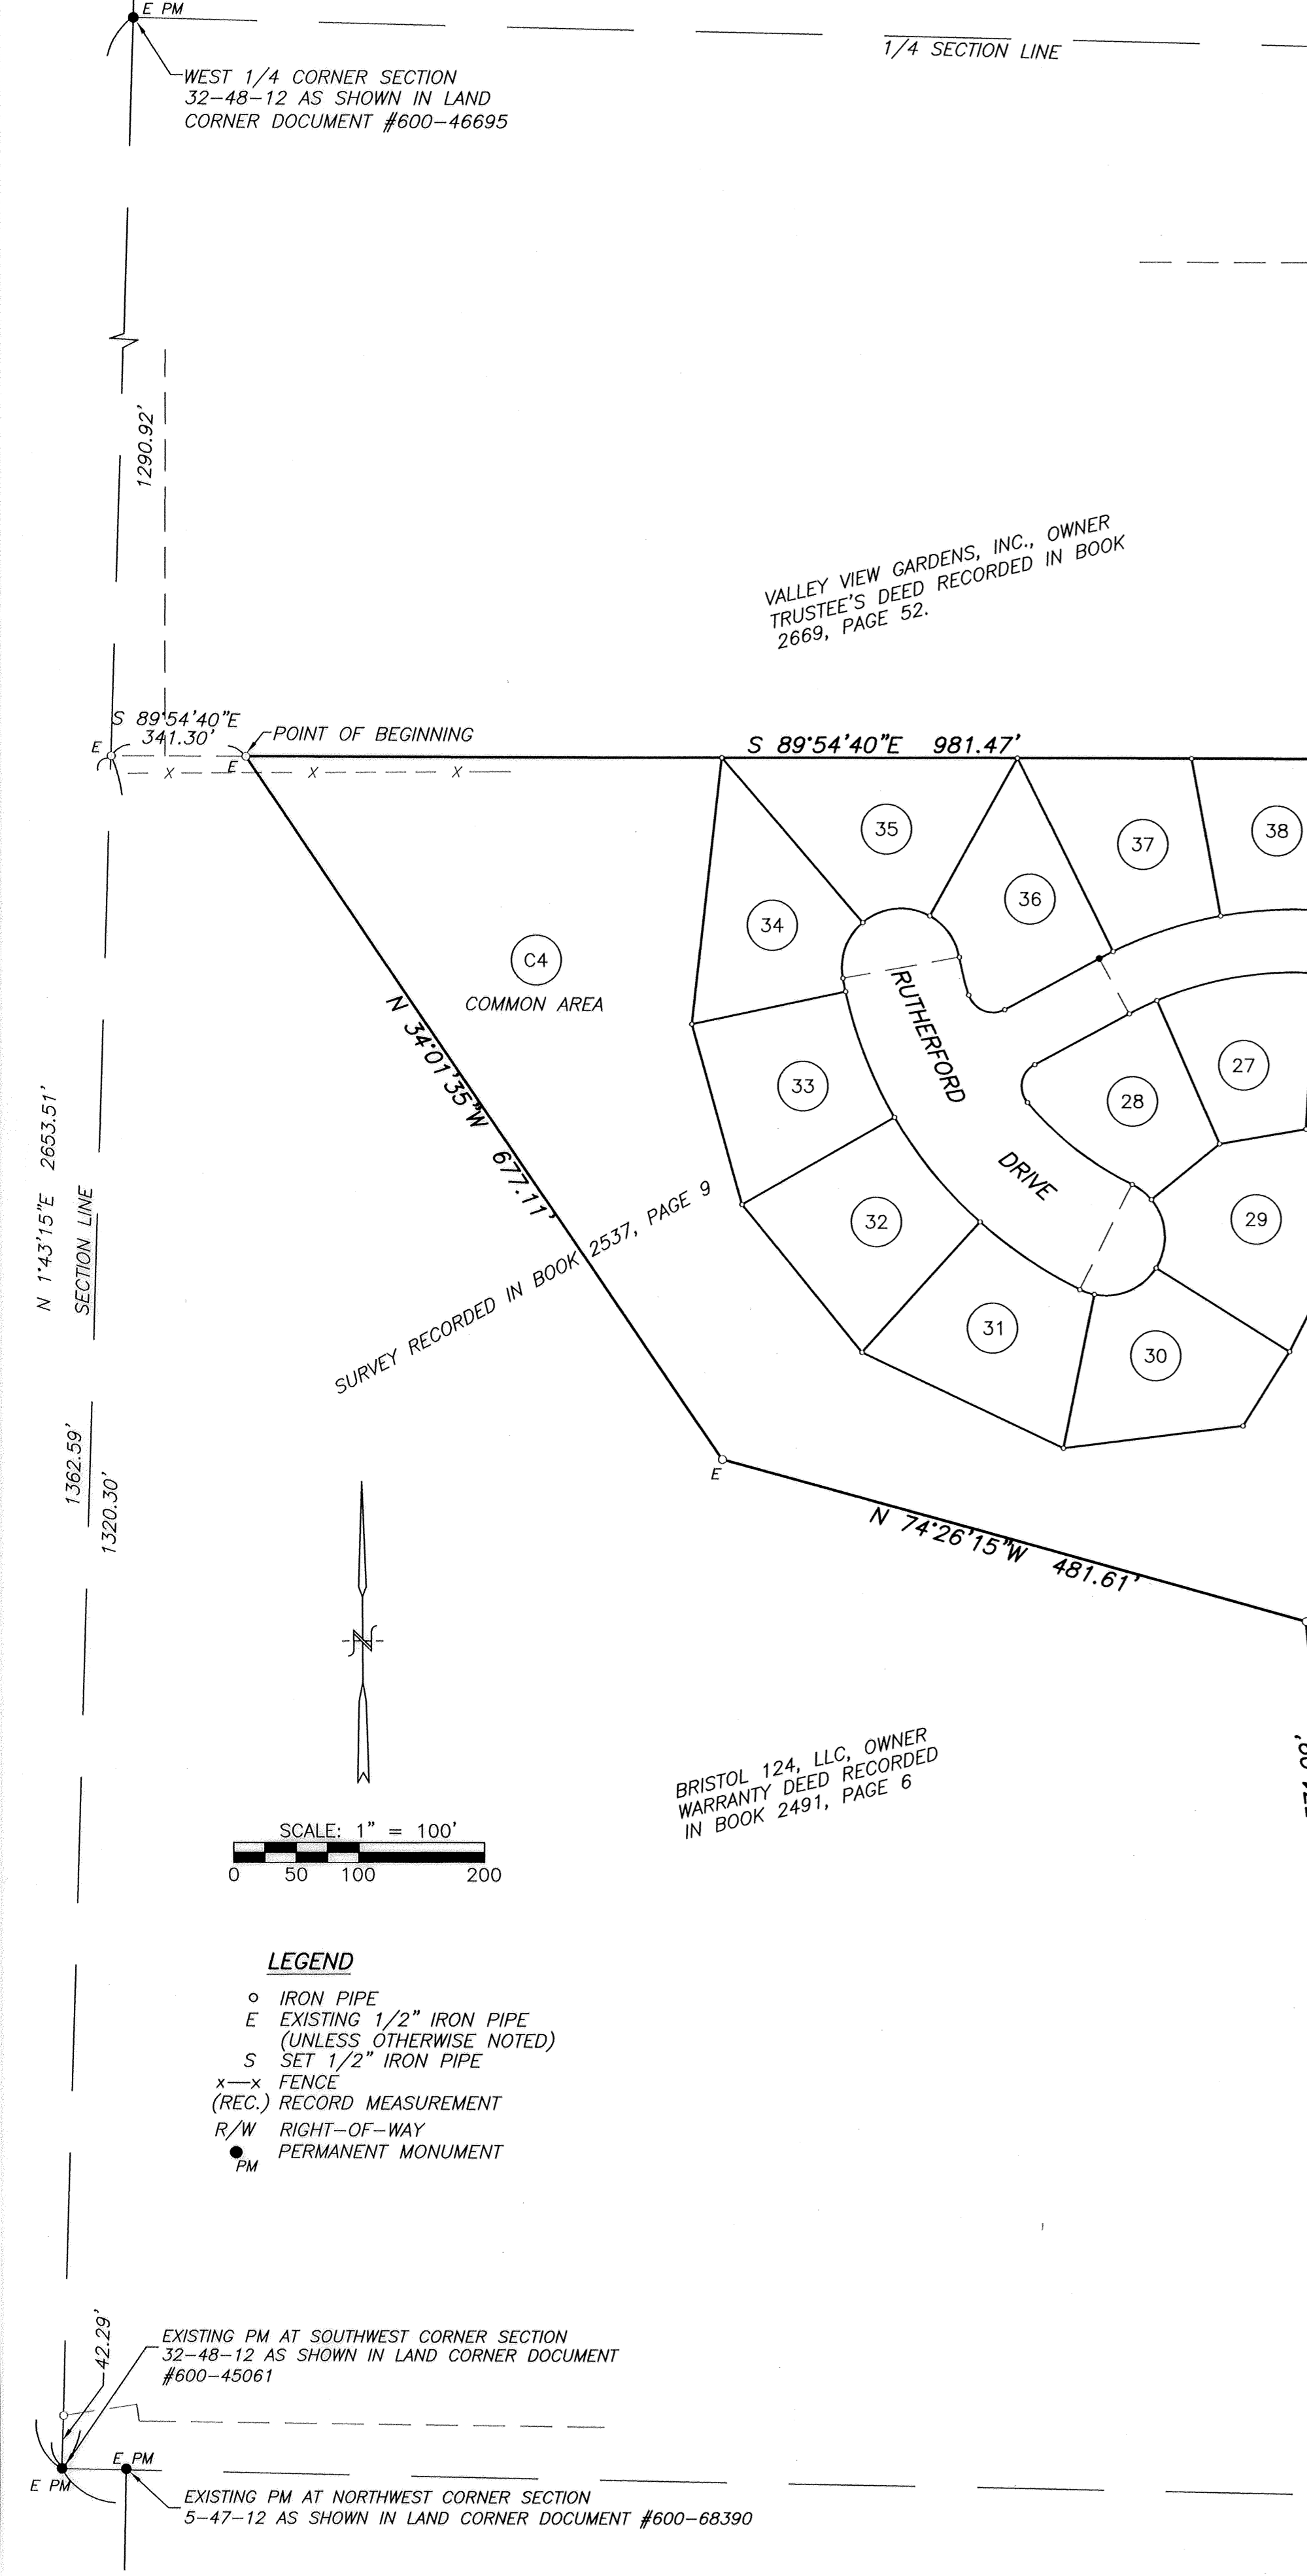 E PM
1/4 SECTION LINE
WEST 1/4 CORNER SECTION
32-48-12 AS SHOWN IN LAND
CORNER DOCUMENT #600-46695
1290.92'
VALLEY VIEW GARDENS, INC., OWNER
TRUSTEE'S DEED RECORDED IN BOOK
2669, PAGE 52.
S 89°54'40"E
341.30'
E
E
POINT OF BEGINNING
S 89°54'40"E 981.47'
X
X
X
35
37
38
36
34
C4
COMMON AREA
N 34°01'35"W 677.11'
RUTHERFORD
DRIVE
33
28
27
32
29
31
30
N 1°43'15"E 2653.51'
SECTION LINE
SURVEY RECORDED IN BOOK 2537, PAGE 9
1362.59'
1320.30'
E
N 74°26'15"W 481.61'
N
BRISTOL 124, LLC, OWNER
WARRANTY DEED RECORDED
IN BOOK 2491, PAGE 6
SCALE: 1" = 100'
0 50 100 200
LEGEND
IRON PIPE
E EXISTING 1/2" IRON PIPE
(UNLESS OTHERWISE NOTED)
S SET 1/2" IRON PIPE
x—x FENCE
(REC.) RECORD MEASUREMENT
R/W RIGHT-OF-WAY
PM PERMANENT MONUMENT
42.29'
EXISTING PM AT SOUTHWEST CORNER SECTION
32-48-12 AS SHOWN IN LAND CORNER DOCUMENT
#600-45061
E PM
E PM
EXISTING PM AT NORTHWEST CORNER SECTION
5-47-12 AS SHOWN IN LAND CORNER DOCUMENT #600-68390